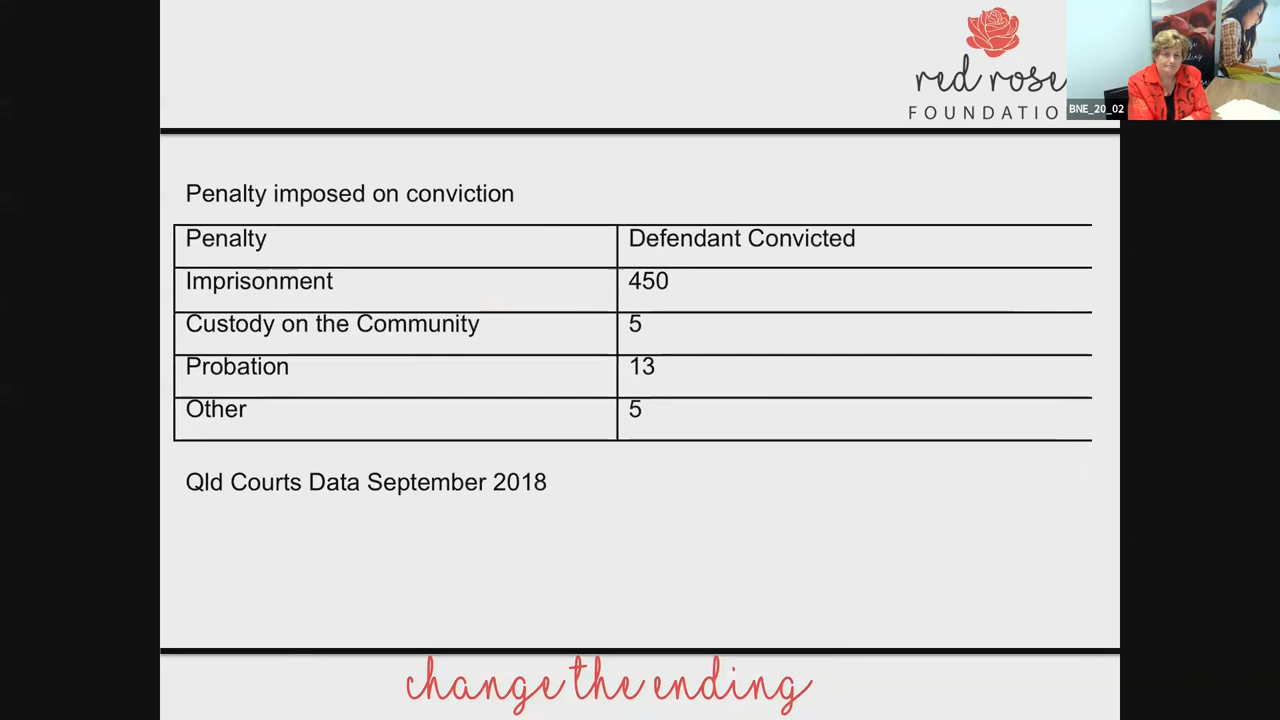 red rose
FOUNDATIO
BNE_20_02
Penalty imposed on conviction
Penalty Defendant Convicted
Imprisonment 450
Custody on the Community 5
Probation 13
Other 5
Qld Courts Data September 2018
change the ending